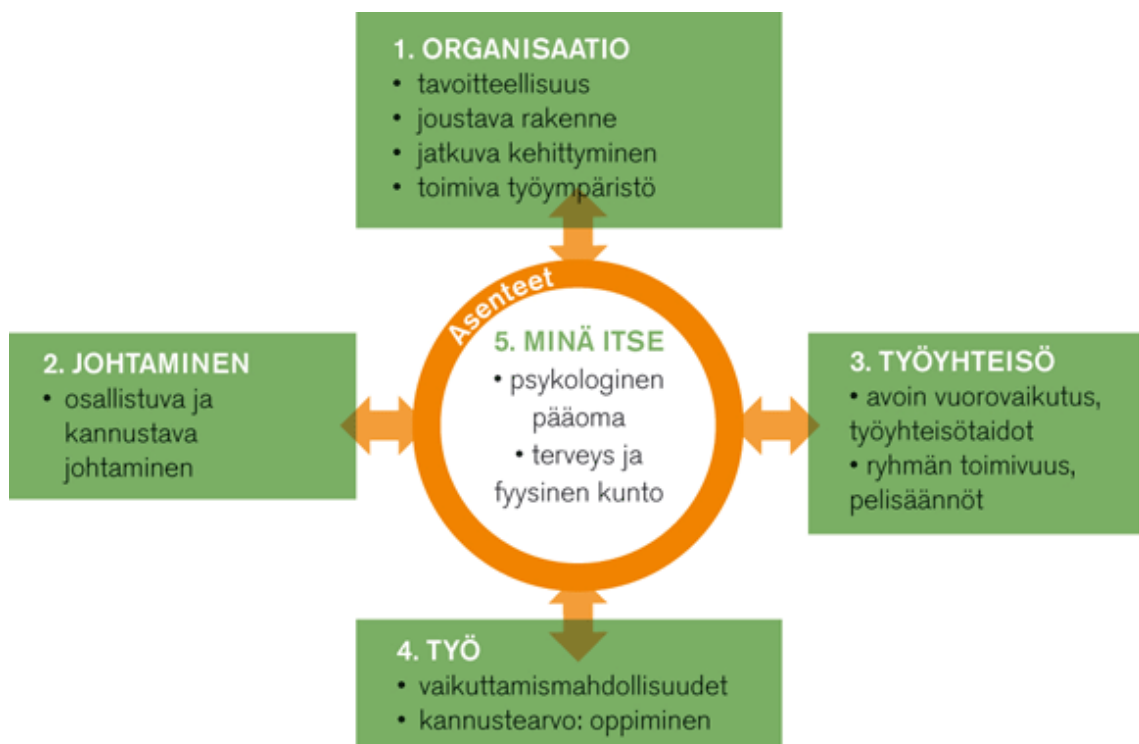 1. ORGANISAATIO
• tavoitteellisuus
• joustava rakenne
• jatkuva kehittyminen
• toimiva työympäristö
Asenteet
2. JOHTAMINEN
• osallistuva ja
kannustava
johtaminen
5. MINÄ ITSE
• psykologinen
pääoma
• terveys ja
fyysinen kunto
3. TYÖYHTEISÖ
• avoin vuorovaikutus,
työyhteisötaidot
• ryhmän toimivuus,
pelisäännöt
4. TYÖ
• vaikuttamismahdollisuudet
• kannustearvo: oppiminen